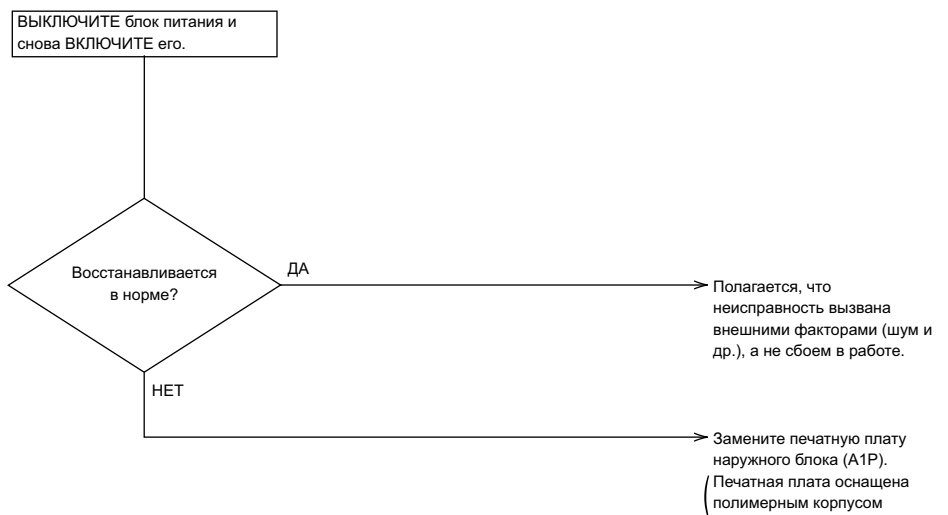 ВЫКЛЮЧИТЕ блок питания и
снова ВКЛЮЧИТЕ его.
Восстанавливается
в норме?
ДА
Полагается, что
неисправность вызвана
внешними факторами (шум и
др.), а не сбоем в работе.
НЕТ
Замените печатную плату
наружного блока (A1P).
(Печатная плата оснащена
полимерным корпусом